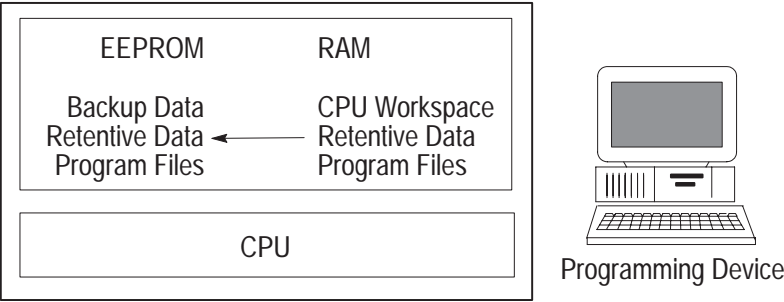 EEPROM RAM
Backup Data CPU Workspace
Retentive Data Retentive Data
Program Files Program Files
CPU
Programming Device